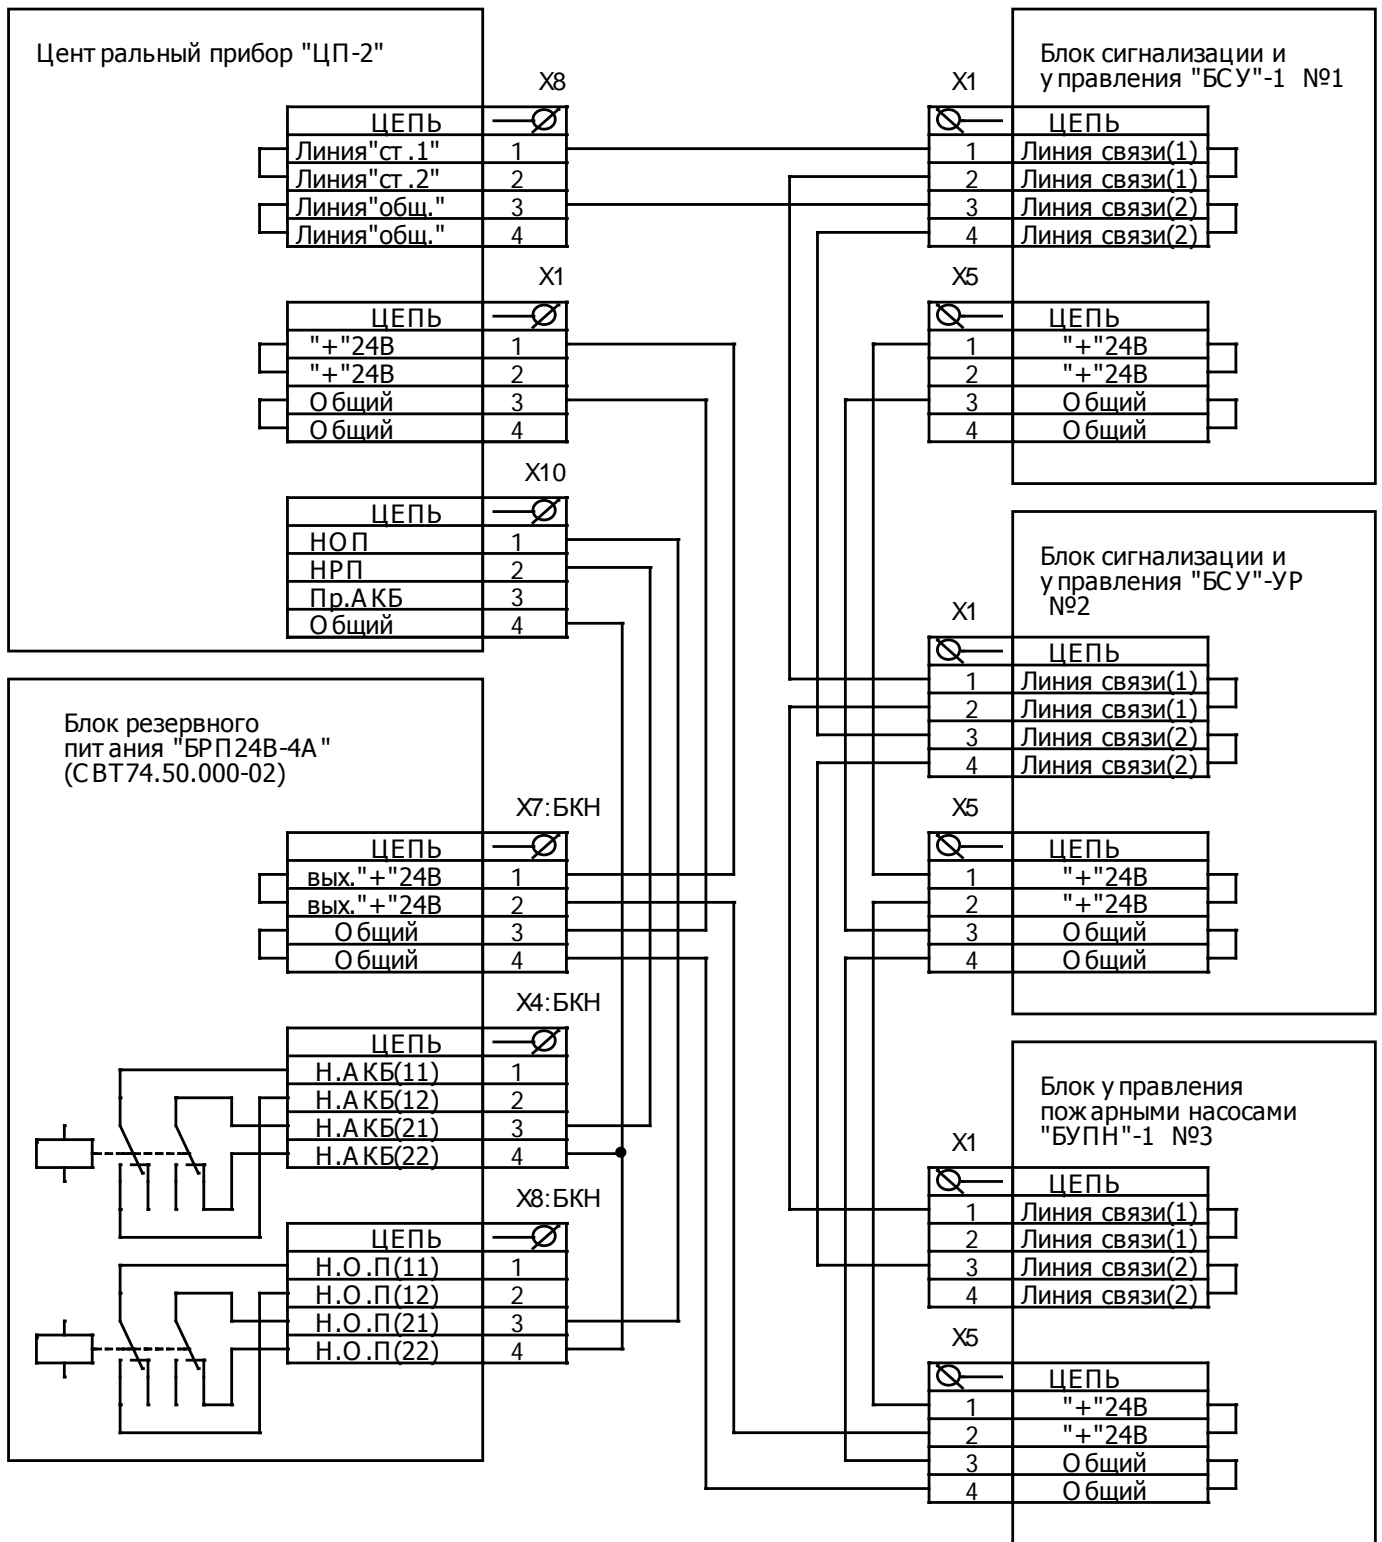 Центральный прибор "ЦП-2"
X8
ЦЕПЬ
Линия"ст.1" 1
Линия"ст.2" 2
Линия"общ." 3
Линия"общ." 4
X1
ЦЕПЬ
"+"24В 1
"+"24В 2
Общий 3
Общий 4
X10
ЦЕПЬ
НОП 1
НРП 2
Пр.АКБ 3
Общий 4
Блок резервного
питания "БРП24В-4А"
(СВТ74.50.000-02)
X7:БКН
ЦЕПЬ
вых."+"24В 1
вых."+"24В 2
Общий 3
Общий 4
X4:БКН
ЦЕПЬ
Н.АКБ(11) 1
Н.АКБ(12) 2
Н.АКБ(21) 3
Н.АКБ(22) 4
X8:БКН
ЦЕПЬ
Н.О.П(11) 1
Н.О.П(12) 2
Н.О.П(21) 3
Н.О.П(22) 4
Блок сигнализации и
управления "БСУ"-1 №1
X1
ЦЕПЬ
1 Линия связи(1)
2 Линия связи(1)
3 Линия связи(2)
4 Линия связи(2)
X5
ЦЕПЬ
1 "+"24В
2 "+"24В
3 Общий
4 Общий
Блок сигнализации и
управления "БСУ"-УР
№2
X1
ЦЕПЬ
1 Линия связи(1)
2 Линия связи(1)
3 Линия связи(2)
4 Линия связи(2)
X5
ЦЕПЬ
1 "+"24В
2 "+"24В
3 Общий
4 Общий
Блок управления
пожарными насосами
"БУПН"-1 №3
X1
ЦЕПЬ
1 Линия связи(1)
2 Линия связи(1)
3 Линия связи(2)
4 Линия связи(2)
X5
ЦЕПЬ
1 "+"24В
2 "+"24В
3 Общий
4 Общий